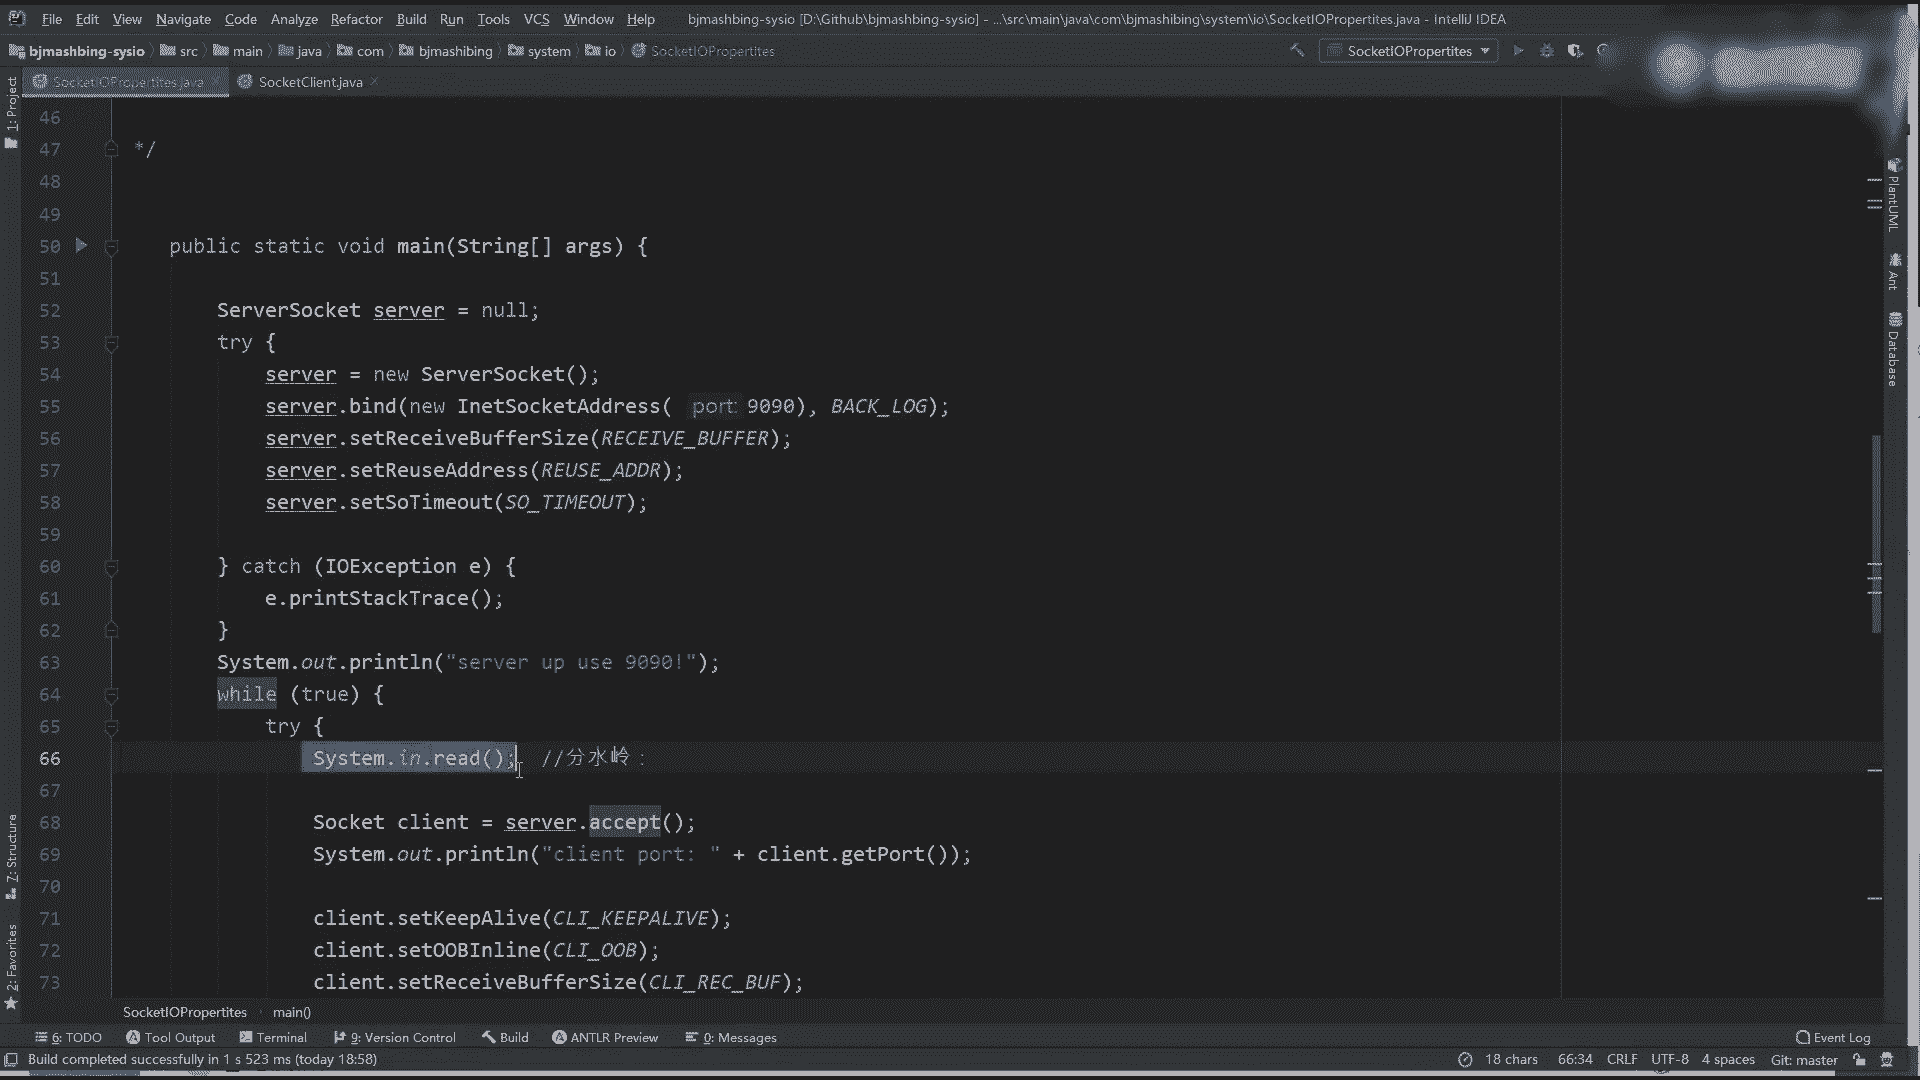 File Edit View Navigate Code Analyze Refactor Build Run Tools VCS Window Help bjmashbing-sysio [D:\Github\bjmashbing-sysio] - ...\src\main\java\com\bjmashibing\system\io\SocketIOPropertites.java - IntelliJ IDEA
bjmashbing-sysio src main java com bjmashibing system io SocketIOPropertites SocketIOPropertites
SocketIOPropertites.java SocketClient.java
1: Project
46
47 */
48
49
50 public static void main(String[] args) {
51
52 ServerSocket server = null;
53 try {
54 server = new ServerSocket();
55 server.bind(new InetSocketAddress( port: 9090), BACK_LOG);
56 server.setReceiveBufferSize(RECEIVE_BUFFER);
57 server.setReuseAddress(REUSE_ADDR);
58 server.setSoTimeout(SO_TIMEOUT);
59
60 } catch (IOException e) {
61 e.printStackTrace();
62 }
63 System.out.println("server up use 9090!");
64 while (true) {
65 try {
66 System.in.read(); //分水岭：
67
68 Socket client = server.accept();
69 System.out.println("client port: " + client.getPort());
70
71 client.setKeepAlive(CLI_KEEPALIVE);
72 client.setOOBInline(CLI_OOB);
73 client.setReceiveBufferSize(CLI_REC_BUF);
PlantUML
Ant
Database
7: Structure
2: Favorites
SocketIOPropertites main()
6: TODO Tool Output Terminal 9: Version Control Build ANTLR Preview 0: Messages Event Log
Build completed successfully in 1 s 523 ms (today 18:58) 18 chars 66:34 CRLF UTF-8 4 spaces Git: master